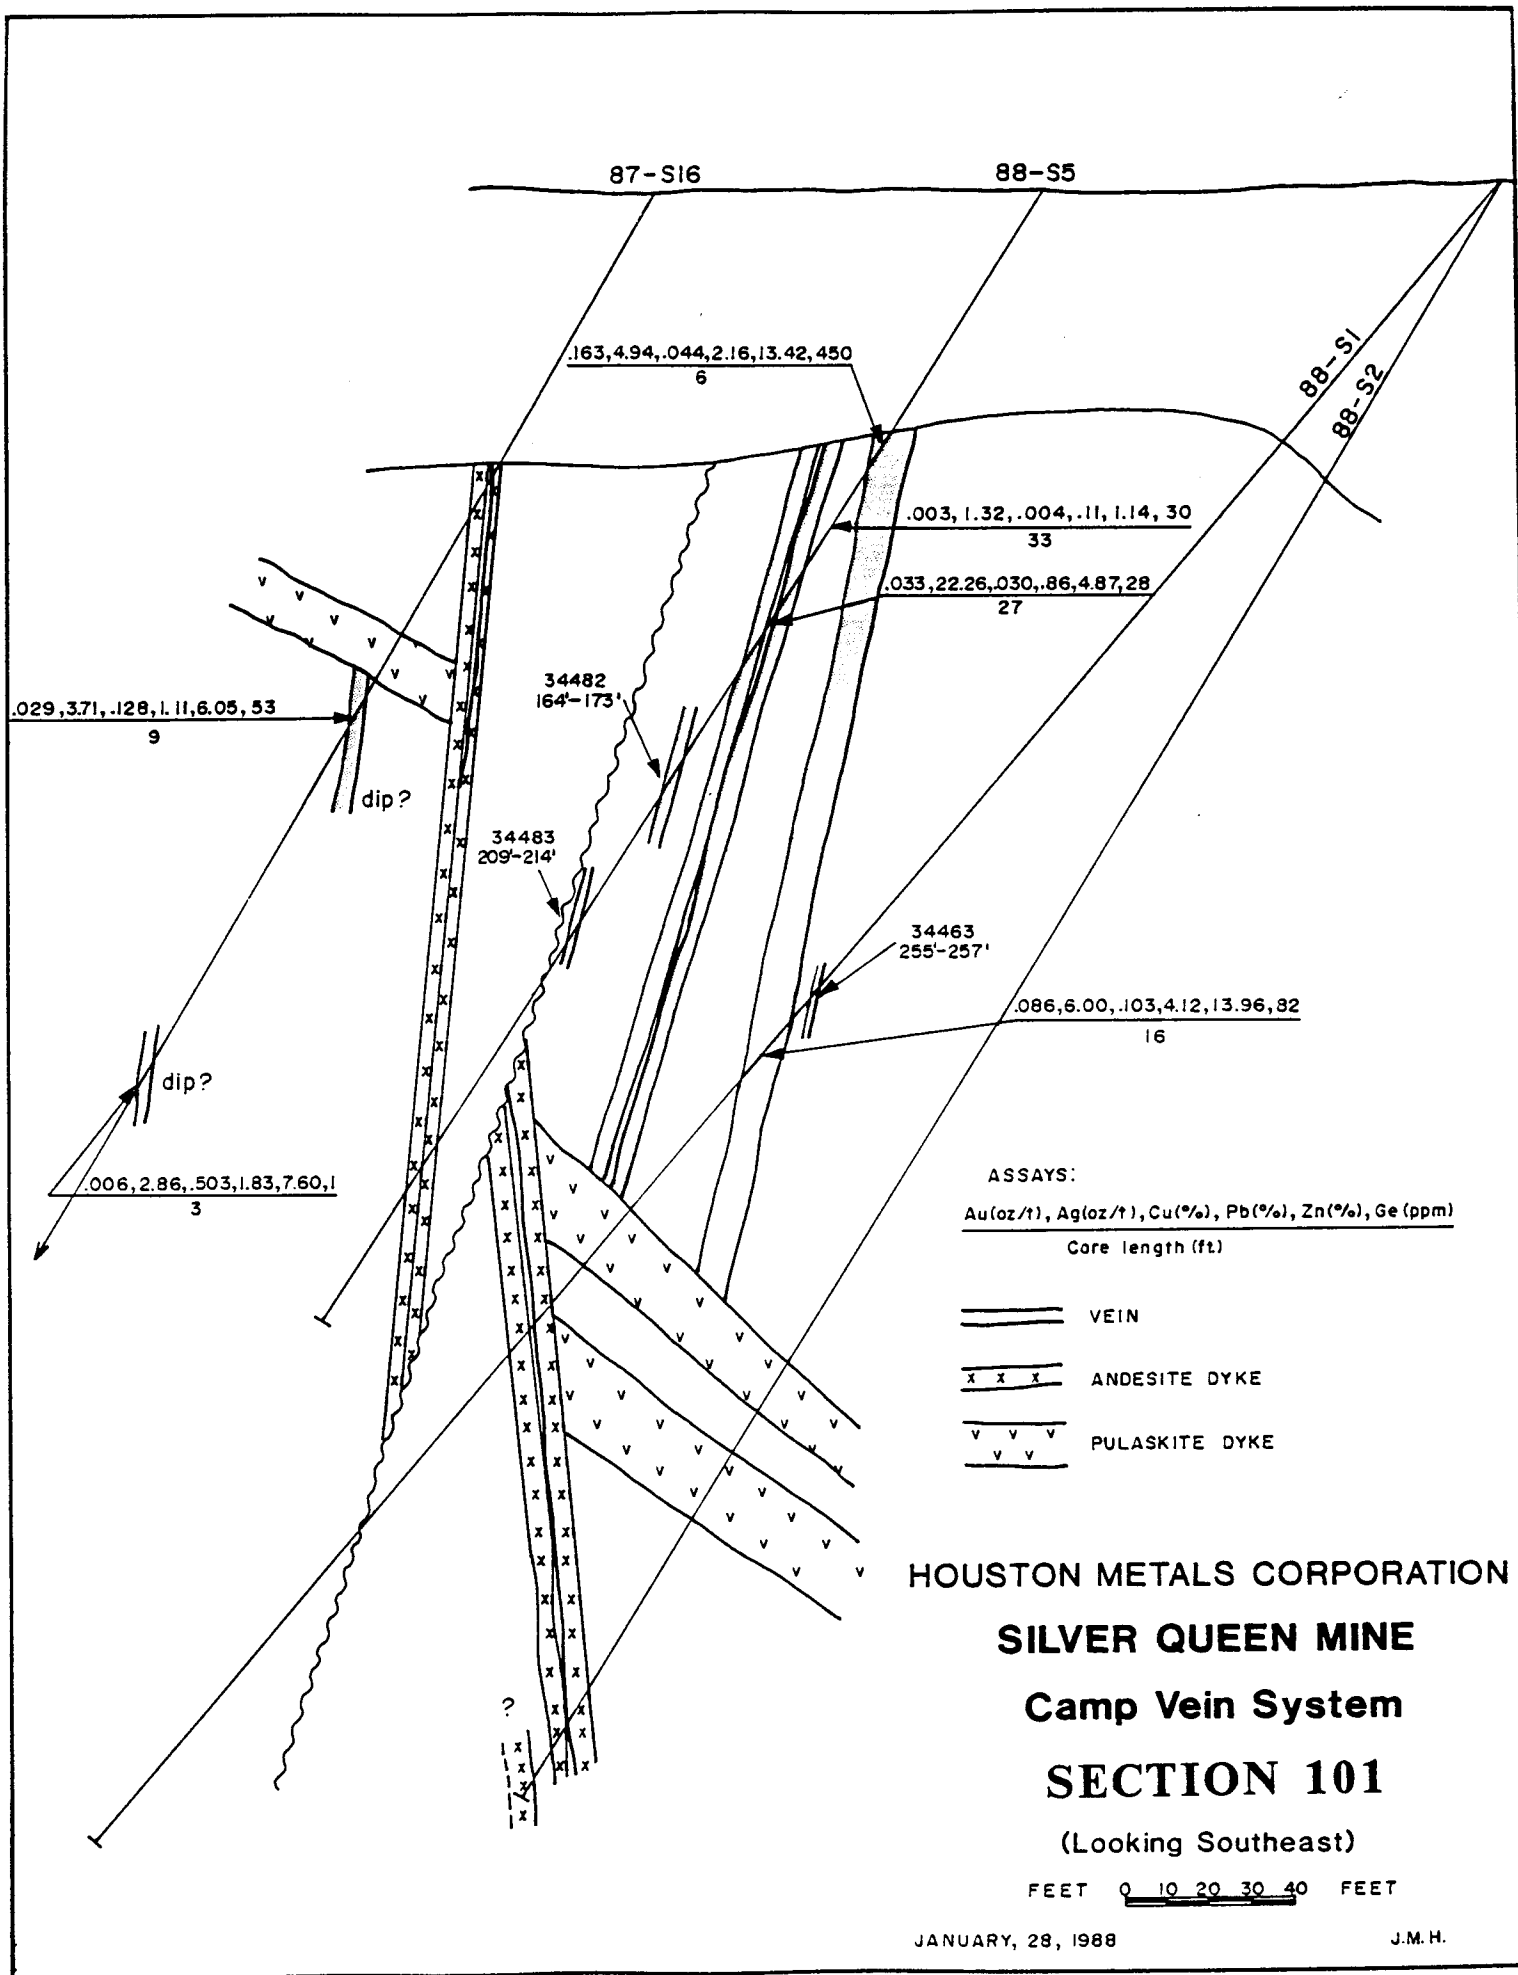 87-S16
88-S5
88-S1
88-S2
.163,4.94,.044,2.16,13.42,450
6
.003, 1.32, .004, .11, 1.14, 30
33
.033,22.26,.030,.86,4.87,28
27
34482
164'-173'
.029,3.71,.128,1.11,6.05,53
9
dip?
34483
209'-214'
34463
255'-257'
.086,6.00,.103,4.12,13.96,82
16
dip?
.006,2.86,.503,1.83,7.60,1
3
ASSAYS:
Au(oz/t), Ag(oz/t), Cu(%), Pb(%), Zn(%), Ge(ppm)
Core length (ft.)
VEIN
x x x ANDESITE DYKE
v v v PULASKITE DYKE
v v
HOUSTON METALS CORPORATION
SILVER QUEEN MINE
Camp Vein System
?
SECTION 101
(Looking Southeast)
FEET 0 10 20 30 40 FEET
JANUARY, 28, 1988 J.M.H.